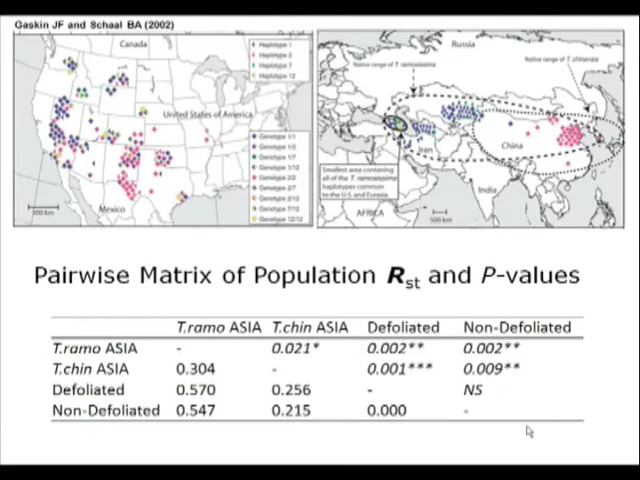 Gaskin JF and Schaal BA (2002)
Canada
United States of America
Mexico
500 km
Haplotype 1
Haplotype 2
Haplotype 7
Haplotype 12
Genotype 1/1
Genotype 1/2
Genotype 1/7
Genotype 1/12
Genotype 2/2
Genotype 2/7
Genotype 2/12
Genotype 7/12
Genotype 12/12
Russia
Native range of T. ramosissima
Native range of T. chinensis
China
Iran
India
AFRICA
500 km
Smallest area containing
all of the T. ramosissima
haplotypes common
to the U.S. and Eurasia.
Pairwise Matrix of Population Rst and P-values
T.ramo ASIA T.chin ASIA Defoliated Non-Defoliated
T.ramo ASIA - 0.021* 0.002** 0.002**
T.chin ASIA 0.304 - 0.001*** 0.009**
Defoliated 0.570 0.256 - NS
Non-Defoliated 0.547 0.215 0.000 -